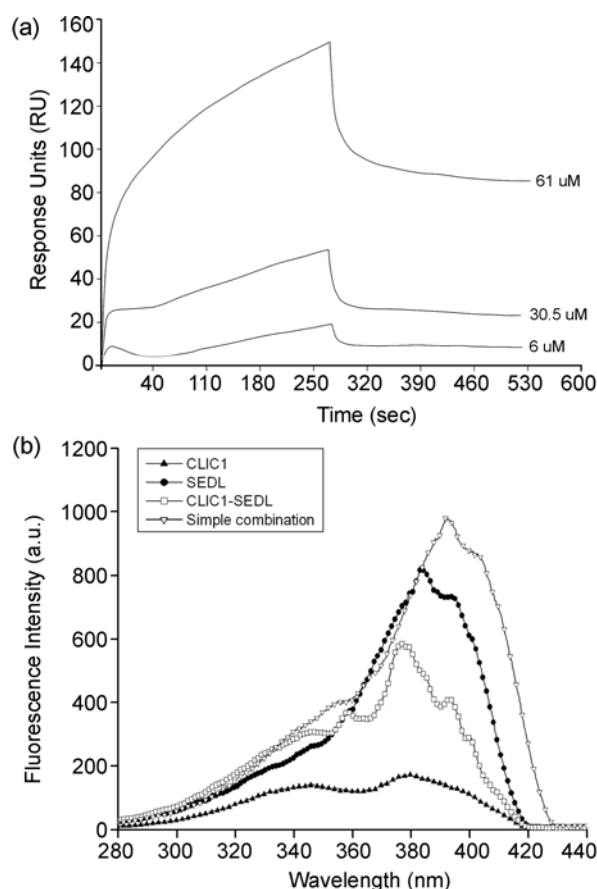 (a)
160
140
120
100
80
60
40
20
0
Response Units (RU)
61 uM
30.5 uM
6 uM
40 110 180 250 320 390 460 530 600
Time (sec)
(b)
1200
1000
800
600
400
200
0
Fluorescence Intensity (a.u.)
CLIC1
SEDL
CLIC1-SEDL
Simple combination
280 300 320 340 360 380 400 420 440
Wavelength (nm)